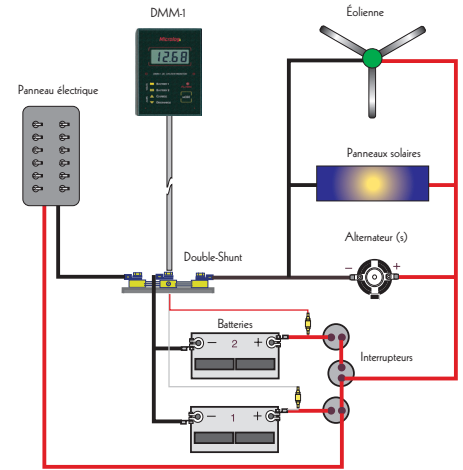 DMM-1
Éolienne
12.68
Panneau électrique
Panneaux solaires
Alternateur (s)
- +
Double-Shunt
Batteries
- 2 +
Interrupteurs
- 1 +